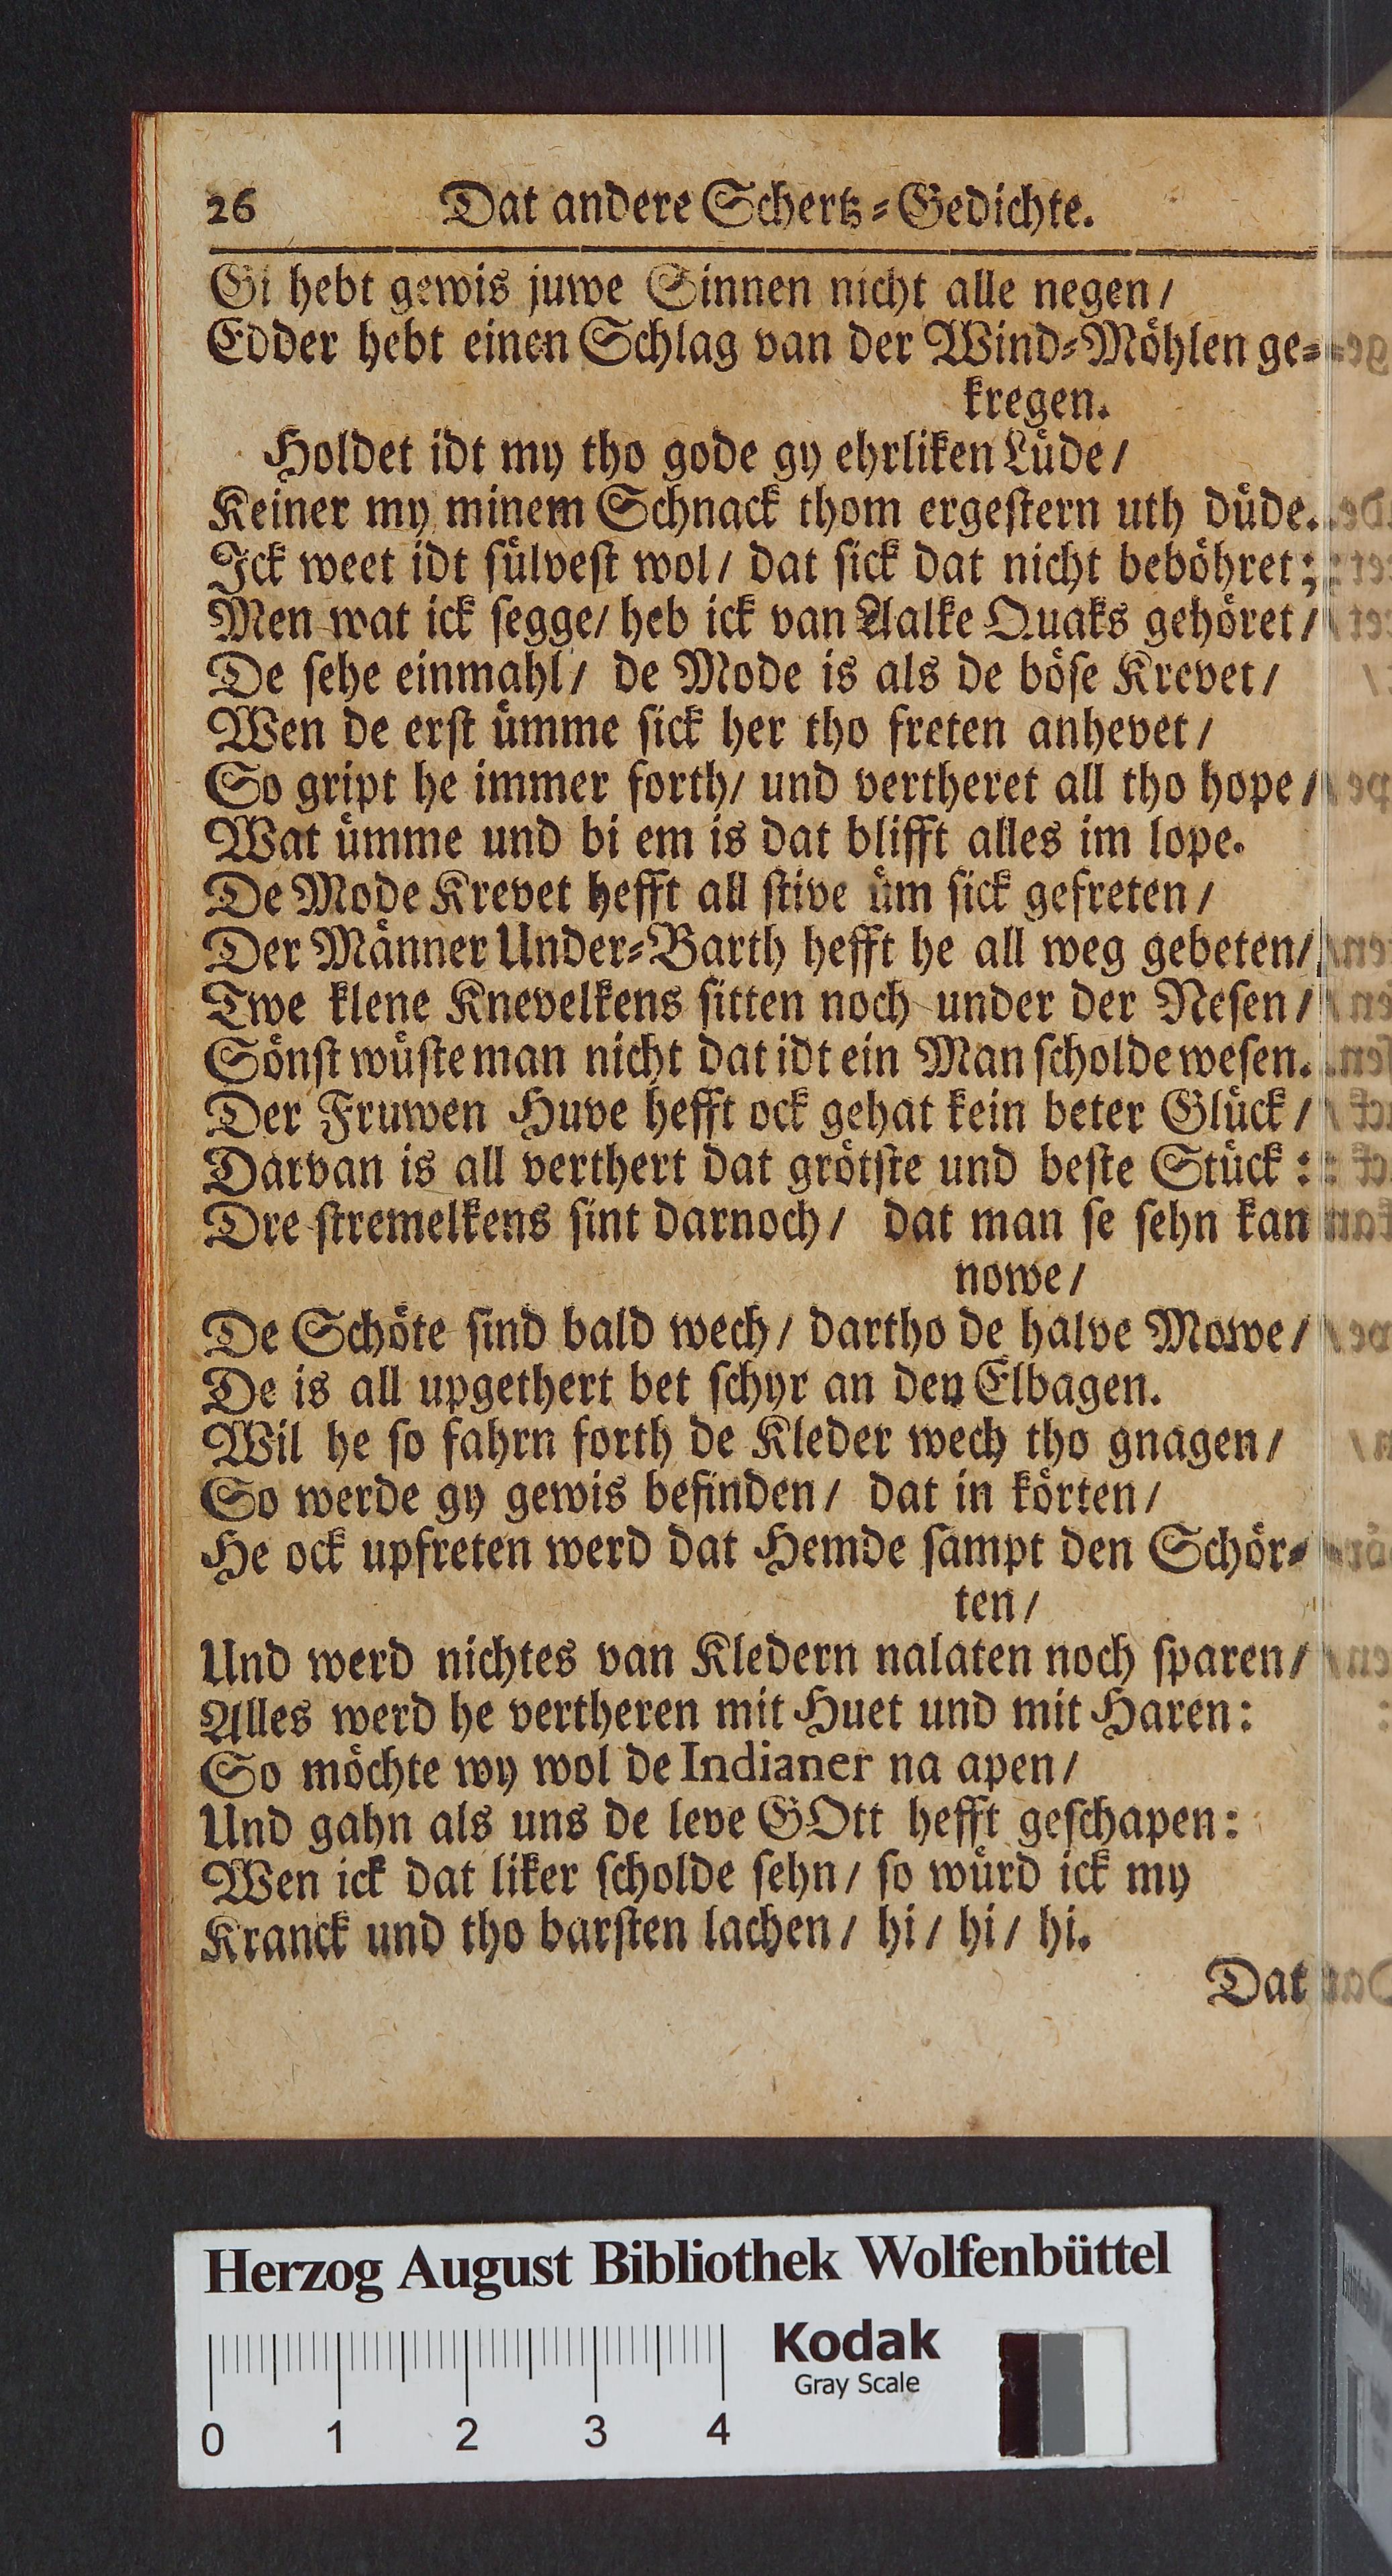 26 Dat andere Schertz-Gedichte.
Gi hebt gewis juwe Sinnen nicht alle negen/
Edder hebt einen Schlag van der Wind-Möhlen ge-
kregen.
Holdet idt my tho gode gy ehrliken Lüde/
Keiner my minem Schnack thom ergestern uth düde.
Ick weet idt sülvest wol/ dat sick dat nicht beböhret;
Men wat ick segge/ heb ick van Aalke Quaks gehöret/
De sehe einmahl/ de Mode is als de böse Krevet/
Wen de erst ümme sick her tho freten anhevet/
So gript he immer forth/ und vertheret all tho hope/
Wat ümme und bi em is dat blifft alles im lope.
De Mode Krevet hefft all stive üm sick gefreten/
Der Männer Under-Barth hefft he all weg gebeten/
Twe klene Knevelkens sitten noch under der Nesen/
Sönst wüste man nicht dat idt ein Man scholde wesen.
Der Fruwen Huve hefft ock gehat kein beter Glück/
Darvan is all verthert dat grötste und beste Stück:
Dre stremelkens sint darnoch/ dat man se sehn kan
nowe/
De Schöte sind bald wech/ dartho de halve Mowe/
De is all upgethert bet schyr an den Elbagen.
Wil he so fahrn forth de Kleder wech tho gnagen/
So werde gy gewis befinden/ dat in körten/
He ock upfreten werd dat Hemde sampt den Schör-
ten/
Und werd nichtes van Kledern nalaten noch sparen/
Alles werd he vertheren mit Huet und mit Haren:
So möchte wy wol de Indianer na apen/
Und gahn als uns de leve GOtt hefft geschapen:
Wen ick dat liker scholde sehn/ so würd ick my
Kranck und tho barsten lachen/ hi/ hi/ hi.
Dat
Herzog August Bibliothek Wolfenbüttel
Kodak
Gray Scale
0 1 2 3 4